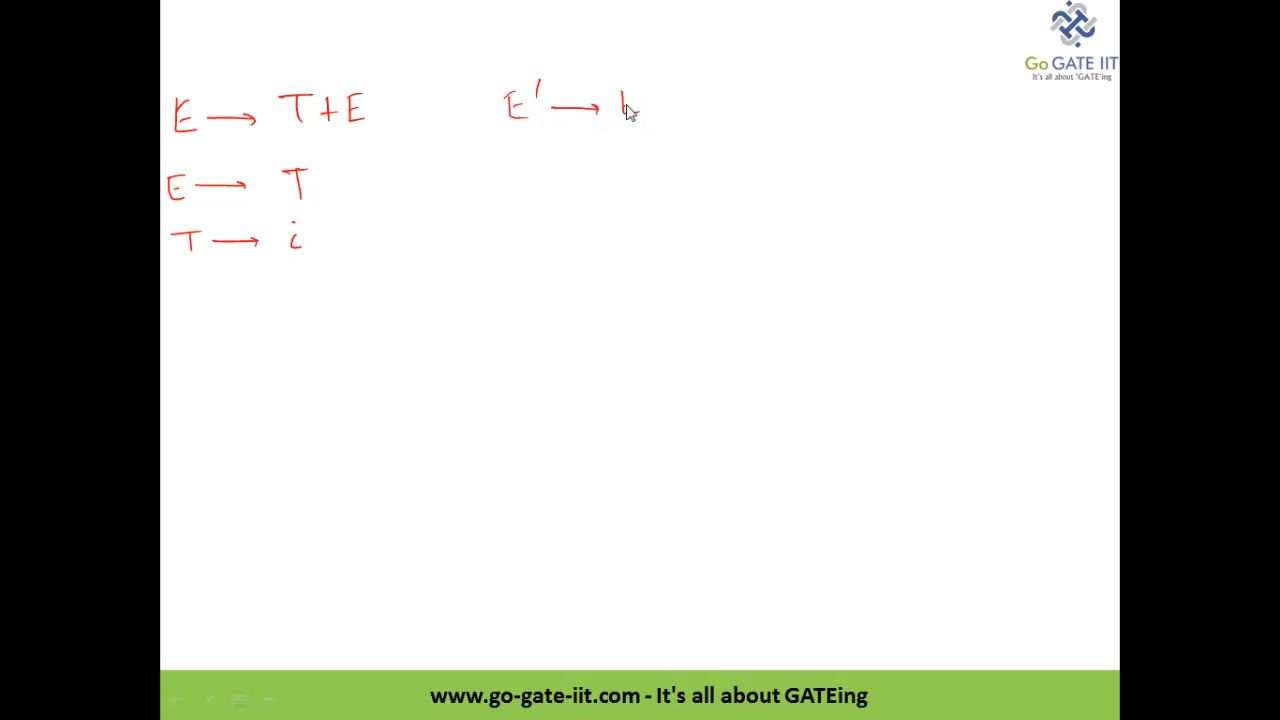 Go GATE IIT
It's all about 'GATE'ing
E → T + E
E' →
E → T
T → i
www.go-gate-iit.com - It's all about GATEing